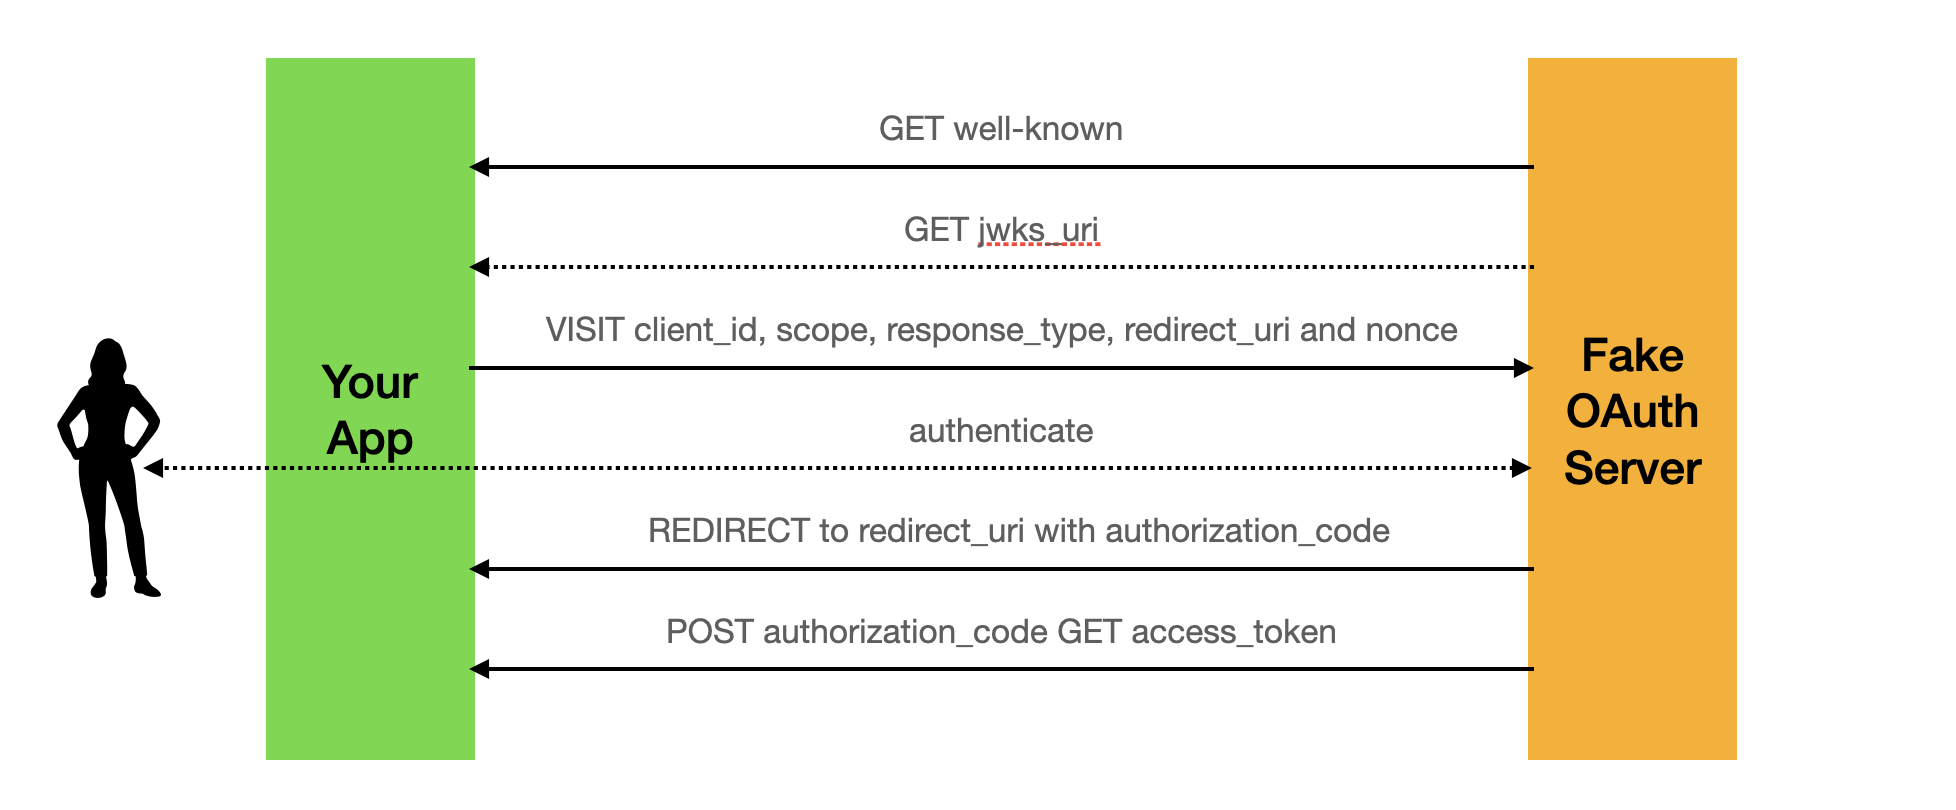 GET well-known
GET jwks_uri
VISIT client_id, scope, response_type, redirect_uri and nonce
Your
App
authenticate
Fake
OAuth
Server
REDIRECT to redirect_uri with authorization_code
POST authorization_code GET access_token